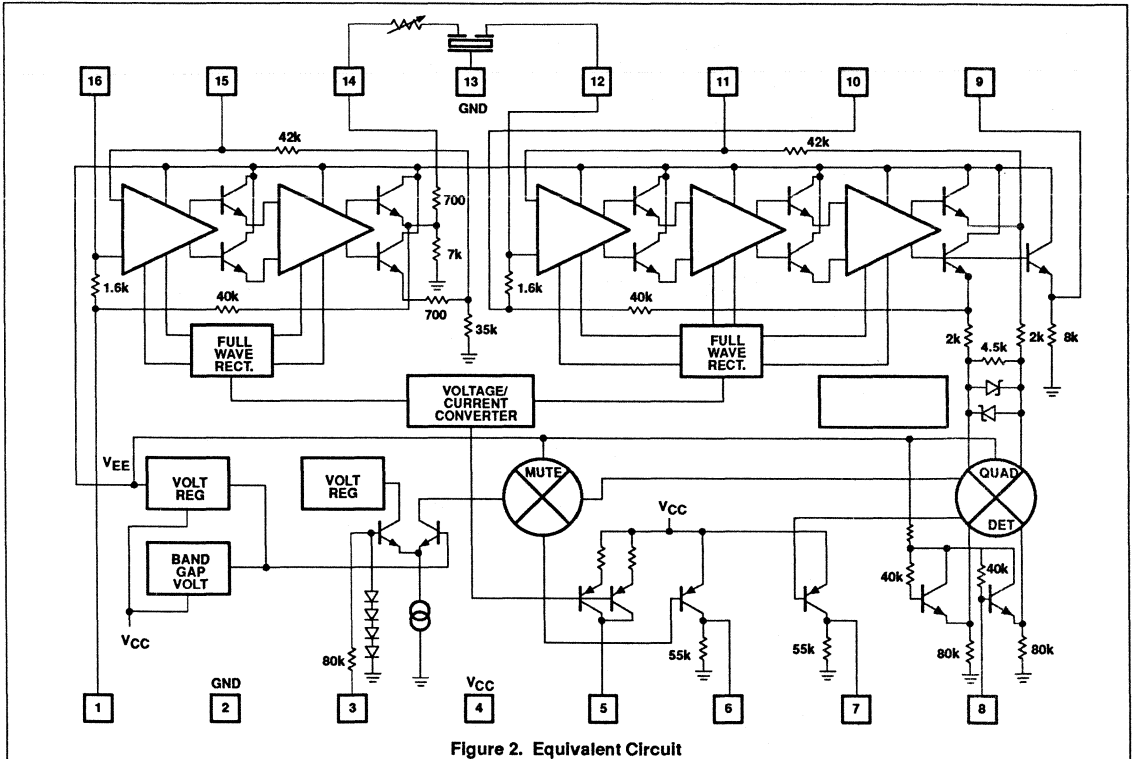 16
15
14
13
12
11
10
9
GND
42k
42k
700
7k
1.6k
40k
700
35k
1.6k
40k
2k
2k
8k
4.5k
FULL
WAVE
RECT.
FULL
WAVE
RECT.
VOLTAGE/
CURRENT
CONVERTER
VEE
VOLT
REG
VOLT
REG
MUTE
QUAD
DET
VCC
BAND
GAP
VOLT
VCC
40k
40k
80k
55k
55k
80k
80k
GND
VCC
1
2
3
4
5
6
7
8
Figure 2. Equivalent Circuit